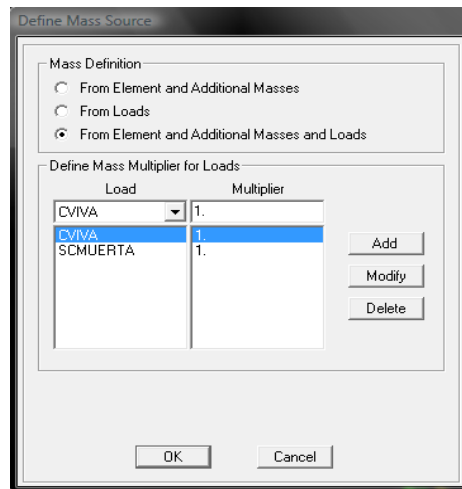 Define Mass Source
Mass Definition
From Element and Additional Masses
From Loads
From Element and Additional Masses and Loads
Define Mass Multiplier for Loads
Load Multiplier
CVIVA 1.
CVIVA 1.
SCMUERTA 1.
Add
Modify
Delete
OK Cancel